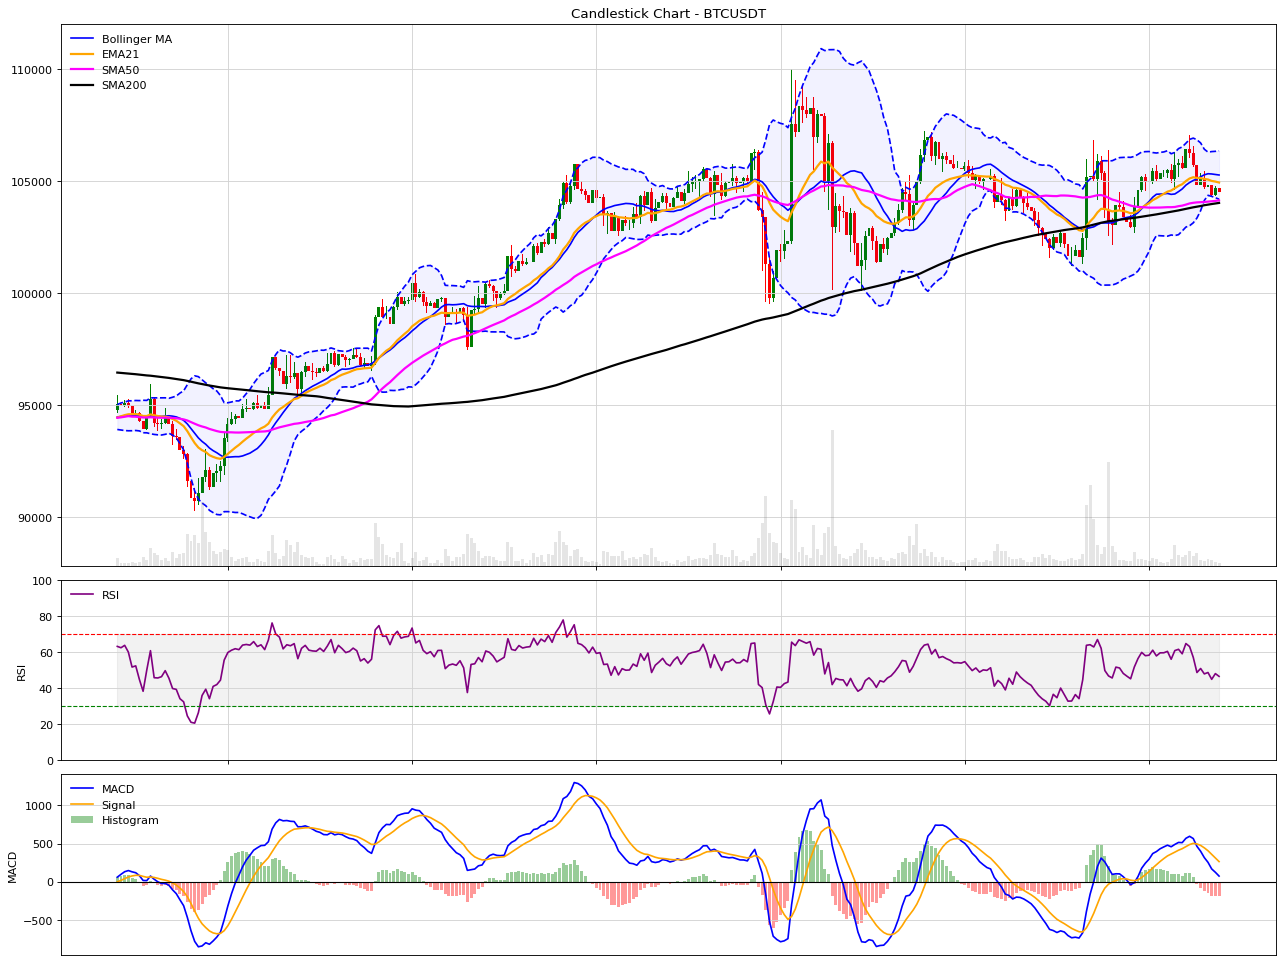 Candlestick Chart - BTCUSDT
Bollinger MA
EMA21
SMA50
SMA200
110000
105000
100000
95000
90000
RSI
100
80
60
40
20
0
RSI
MACD
Signal
Histogram
1000
500
0
−500
MACD